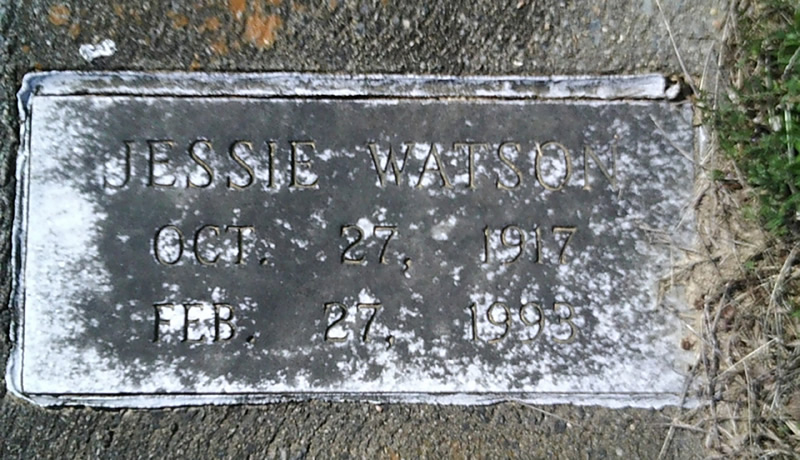 JESSIE WATSON
OCT. 27, 1917
FEB. 27, 1993